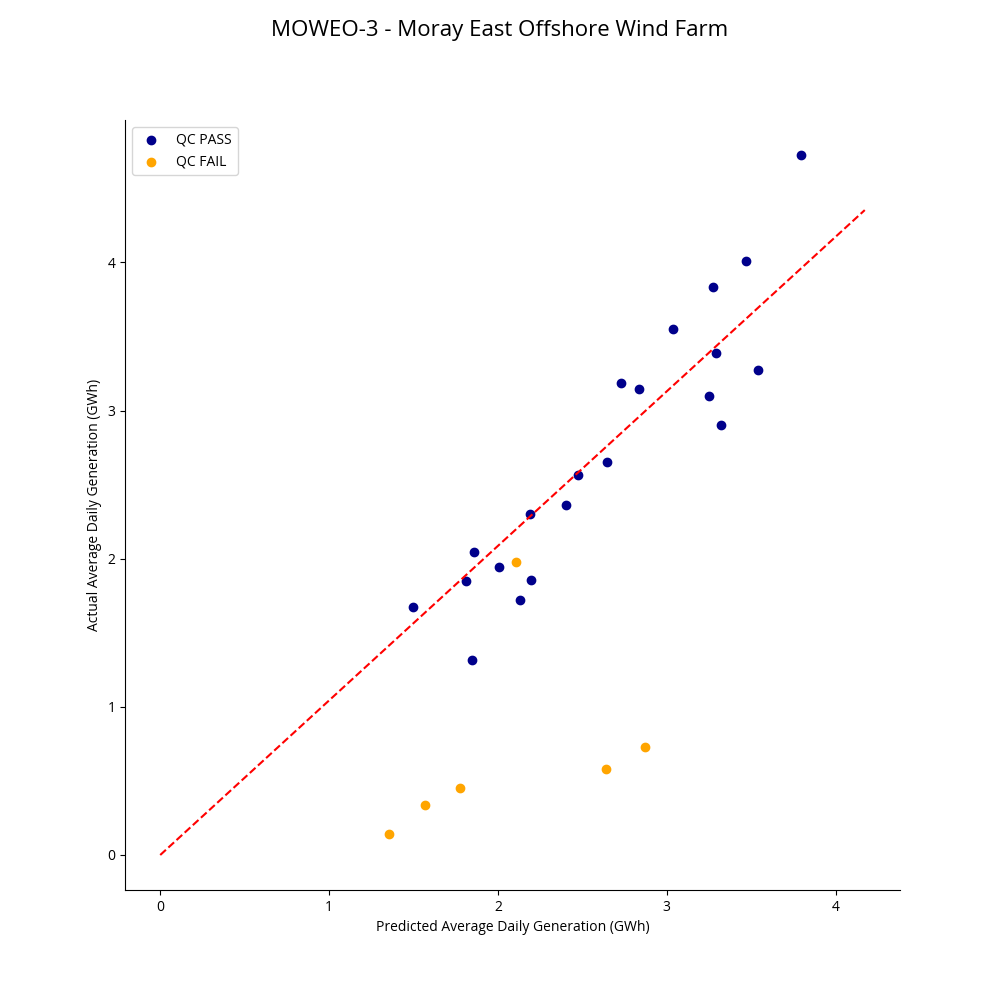 MOWEO-3 - Moray East Offshore Wind Farm
QC PASS
QC FAIL
4
3
2
1
0
Actual Average Daily Generation (GWh)
0 1 2 3 4
Predicted Average Daily Generation (GWh)